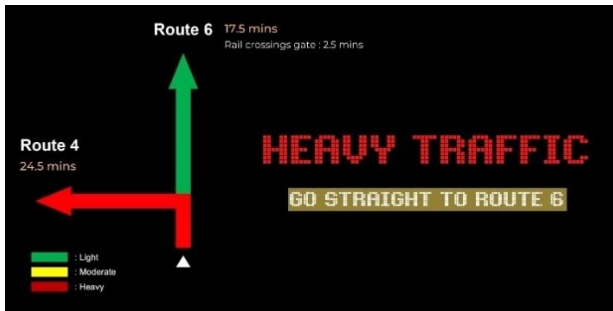 Route 6 17.5 mins
Rail crossings gate : 2.5 mins
Route 4
24.5 mins
HEAVY TRAFFIC
GO STRAIGHT TO ROUTE 6
: Light
: Moderate
: Heavy